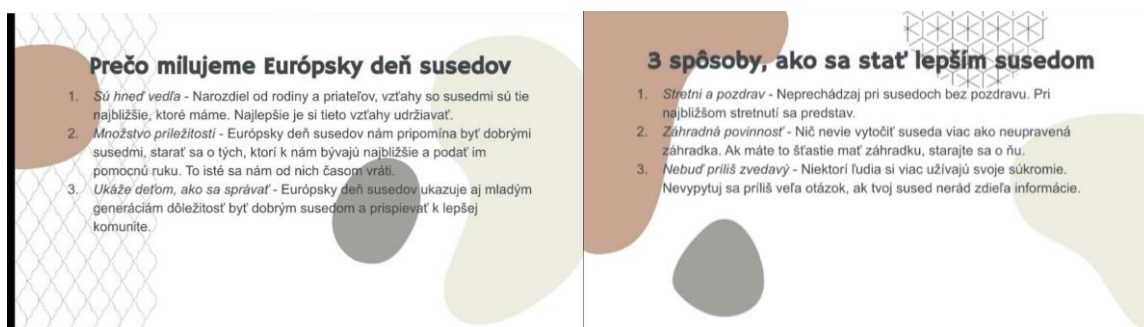 Prečo milujeme Európsky deň susedov
1. Sú hneď vedľa - Narozdiel od rodiny a priateľov, vzťahy so susedmi sú tie
najbližšie, ktoré máme. Najlepšie je si tieto vzťahy udržiavať.
2. Množstvo príležitostí - Európsky deň susedov nám pripomína byť dobrými
susedmi, starať sa o tých, ktorí k nám bývajú najbližšie a podať im
pomocnú ruku. To isté sa nám od nich časom vráti.
3. Ukáže deťom, ako sa správať - Európsky deň susedov ukazuje aj mladým
generáciám dôležitosť byť dobrým susedom a prispievať k lepšej
komunite.
3 spôsoby, ako sa stať lepším susedom
1. Stretni a pozdrav - Neprechádzaj pri susedoch bez pozdravu. Pri
najbližšom stretnutí sa predstav.
2. Záhradná povinnosť - Nič nevie vytočiť suseda viac ako neupravená
záhradka. Ak máte to šťastie mať záhradku, starajte sa o ňu.
3. Nebuď príliš zvedavý - Niektorí ľudia si viac užívajú svoje súkromie.
Nevypytuj sa príliš veľa otázok, ak tvoj sused nerád zdieľa informácie.